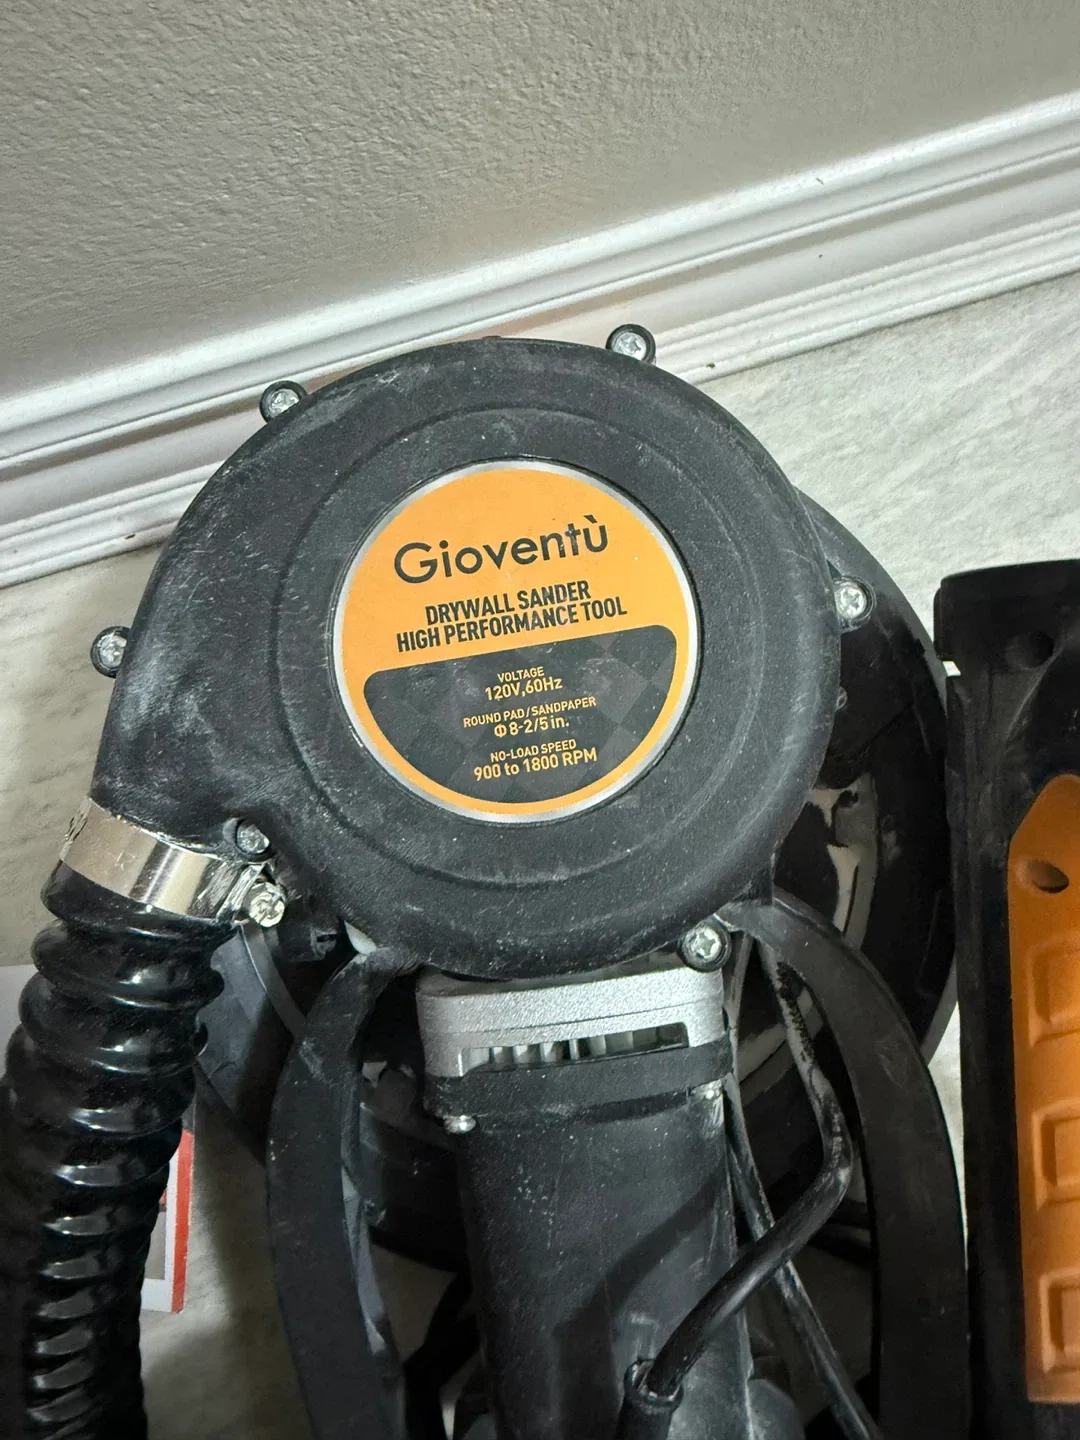 Gioventù
DRYWALL SANDER
HIGH PERFORMANCE TOOL
VOLTAGE
120V,60Hz
ROUND PAD/SANDPAPER
Φ8-2/5in.
NO-LOAD SPEED
900 to 1800 RPM